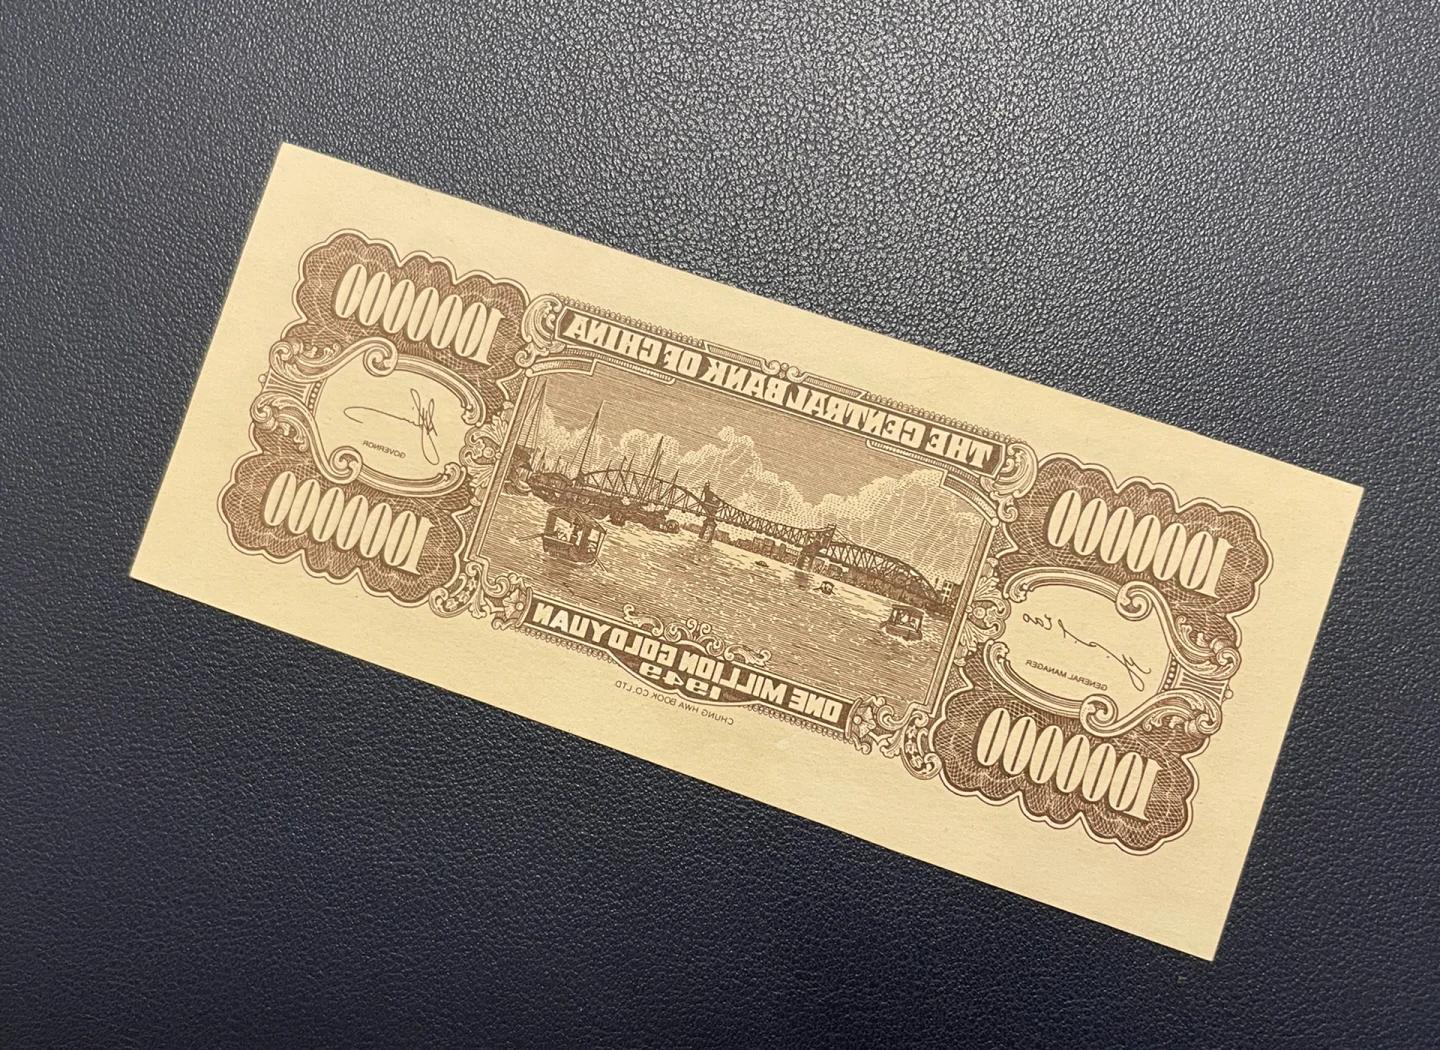 THE CENTRAL BANK OF CHINA
1000000
1000000
GENERAL MANAGER
GOVERNOR
1000000
1000000
ONE MILLION GOLD YUAN
1949
CHUNG HWA BOOK CO. LTD